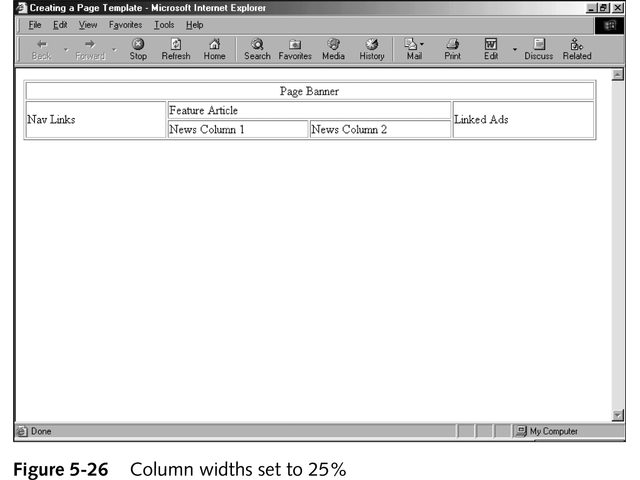 Creating a Page Template - Microsoft Internet Explorer
File Edit View Favorites Tools Help
Back Forward Stop Refresh Home Search Favorites Media History Mail Print Edit Discuss Related
Page Banner
Nav Links
Feature Article
News Column 1
News Column 2
Linked Ads
Done My Computer
Figure 5-26 Column widths set to 25%